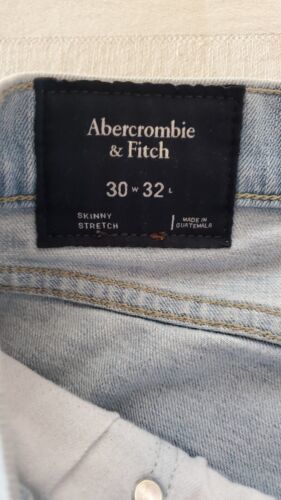 Abercrombie
& Fitch
30 W 32 L
SKINNY
STRETCH
MADE IN
GUATEMALA